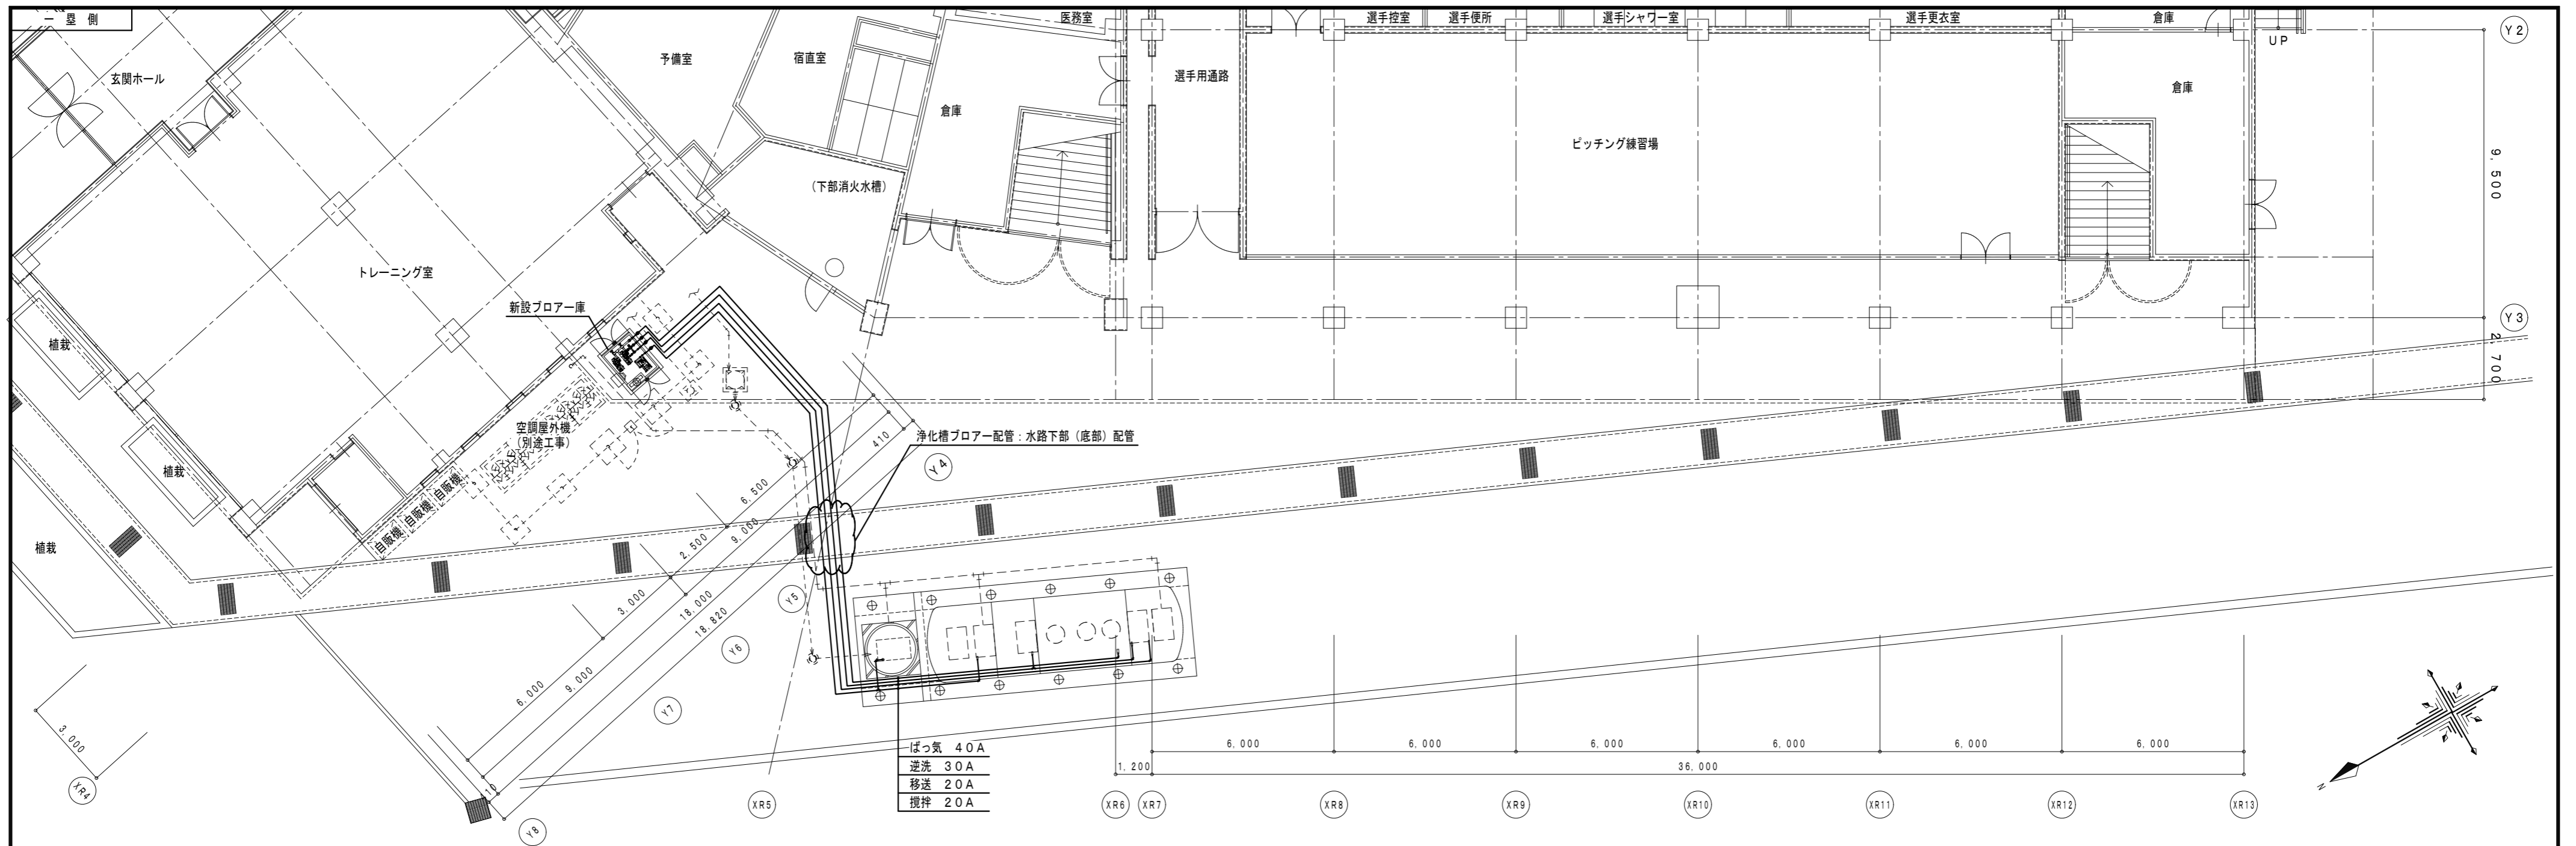 一塁側
医務室
選手控室
選手便所
選手シャワー室
選手更衣室
倉庫
UP
Y2
玄関ホール
予備室
宿直室
倉庫
選手用通路
倉庫
ピッチング練習場
9,500
(下部消火水槽)
トレーニング室
新設ブロアー庫
Y3
2,700
植栽
空調屋外機
(別途工事)
410
浄化槽ブロアー配管:水路下部(底部)配管
Y4
植栽
自販機
自販機
自販機
6,500
植栽
2,500
9,000
Y5
3,000
18,000
18,820
Y6
6,000
9,000
Y7
3,000
ばっ気 40A
逆洗 30A
移送 20A
撹拌 20A
6,000
6,000
6,000
6,000
6,000
6,000
1,200
36,000
N
XR4
410
Y8
XR5
XR6
XR7
XR8
XR9
XR10
XR11
XR12
XR13